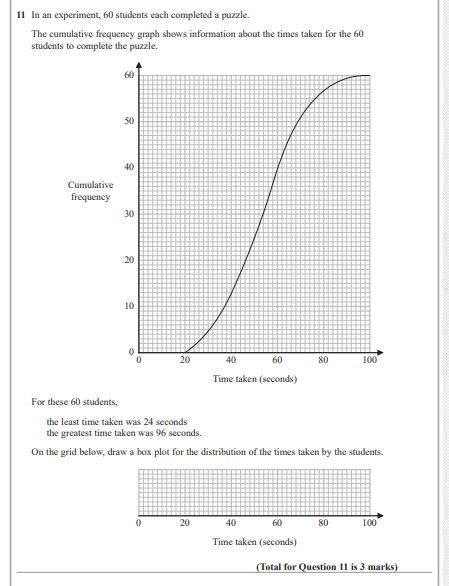 11 In an experiment, 60 students each completed a puzzle.
The cumulative frequency graph shows information about the times taken for the 60
students to complete the puzzle.
60
50
40
Cumulative
frequency
30
20
10
0
0 20 40 60 80 100
Time taken (seconds)
For these 60 students,
the least time taken was 24 seconds
the greatest time taken was 96 seconds.
On the grid below, draw a box plot for the distribution of the times taken by the students.
0 20 40 60 80 100
Time taken (seconds)
(Total for Question 11 is 3 marks)